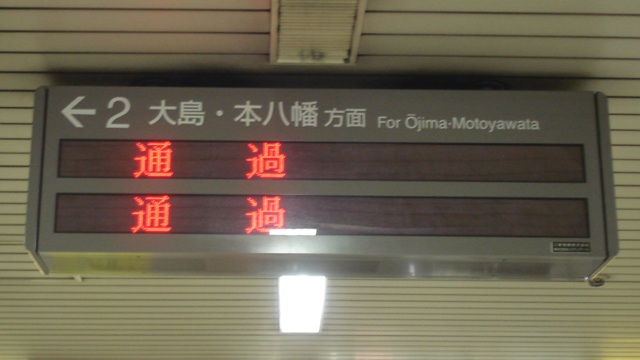 ← 2 大島・本八幡 方面 For Ōjima-Motoyawata
通 過
通 過